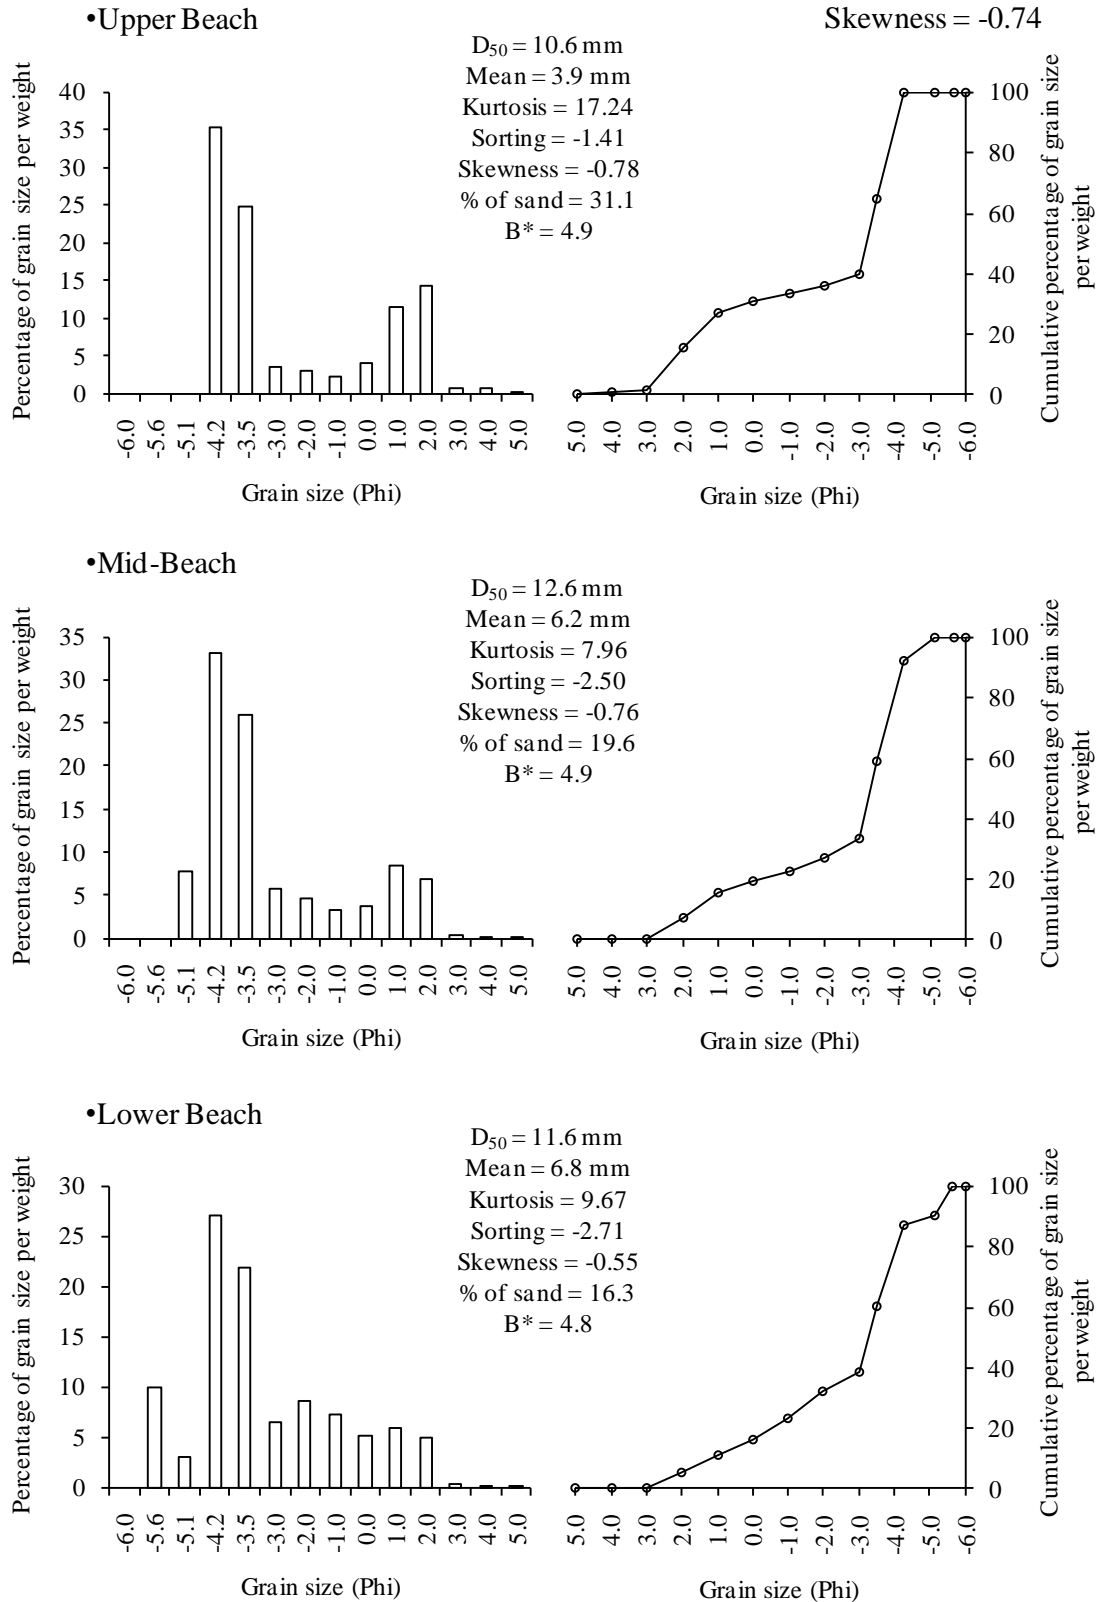 •Upper Beach
Skewness = -0.74
D50 = 10.6 mm
Mean = 3.9 mm
Kurtosis = 17.24
Sorting = -1.41
Skewness = -0.78
% of sand = 31.1
B* = 4.9
Percentage of grain size per weight
40
35
30
25
20
15
10
5
0
-6.0 -5.6 -5.1 -4.2 -3.5 -3.0 -2.0 -1.0 0.0 1.0 2.0 3.0 4.0 5.0
Grain size (Phi)
100
80
60
40
20
0
Cumulative percentage of grain size
per weight
5.0 4.0 3.0 2.0 1.0 0.0 -1.0 -2.0 -3.0 -4.0 -5.0 -6.0
Grain size (Phi)
•Mid-Beach
D50 = 12.6 mm
Mean = 6.2 mm
Kurtosis = 7.96
Sorting = -2.50
Skewness = -0.76
% of sand = 19.6
B* = 4.9
Percentage of grain size per weight
35
30
25
20
15
10
5
0
-6.0 -5.6 -5.1 -4.2 -3.5 -3.0 -2.0 -1.0 0.0 1.0 2.0 3.0 4.0 5.0
Grain size (Phi)
100
80
60
40
20
0
Cumulative percentage of grain size
per weight
5.0 4.0 3.0 2.0 1.0 0.0 -1.0 -2.0 -3.0 -4.0 -5.0 -6.0
Grain size (Phi)
•Lower Beach
D50 = 11.6 mm
Mean = 6.8 mm
Kurtosis = 9.67
Sorting = -2.71
Skewness = -0.55
% of sand = 16.3
B* = 4.8
Percentage of grain size per weight
30
25
20
15
10
5
0
-6.0 -5.6 -5.1 -4.2 -3.5 -3.0 -2.0 -1.0 0.0 1.0 2.0 3.0 4.0 5.0
Grain size (Phi)
100
80
60
40
20
0
Cumulative percentage of grain size
per weight
5.0 4.0 3.0 2.0 1.0 0.0 -1.0 -2.0 -3.0 -4.0 -5.0 -6.0
Grain size (Phi)